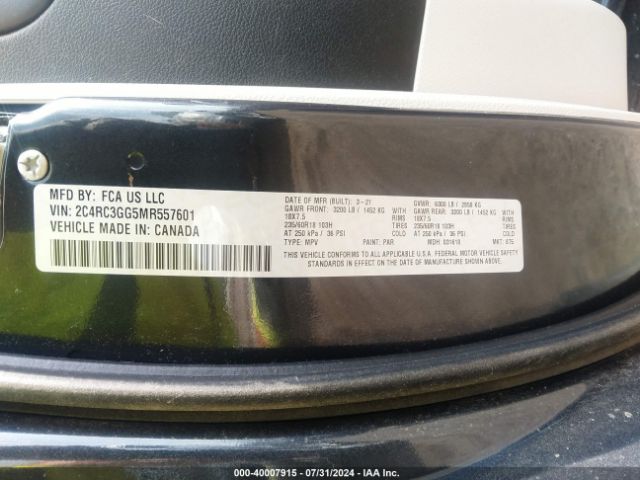 MFD BY: FCA US LLC
VIN: 2C4RC3GG5MR557601
VEHICLE MADE IN: CANADA
DATE OF MFR (BUILT): 3-21
GAWR FRONT: 3200 LB / 1452 KG WITH
18X7.5 RIMS
235/60R18 103H TIRES
AT 250 kPa / 36 PSI COLD
TYPE: MPV PAINT: PAR
GVWR: LB / KG
GAWR REAR: 3200 LB / 1452 KG WITH
18X7.5 RIMS
235/60R18 103H TIRES
AT 250 kPa / 36 PSI COLD
MDH: MKT:
THIS VEHICLE CONFORMS TO ALL APPLICABLE U.S.A. FEDERAL MOTOR VEHICLE SAFETY
STANDARDS IN EFFECT ON THE DATE OF MANUFACTURE SHOWN ABOVE.
000-40007915 - 07/31/2024 - IAA Inc.